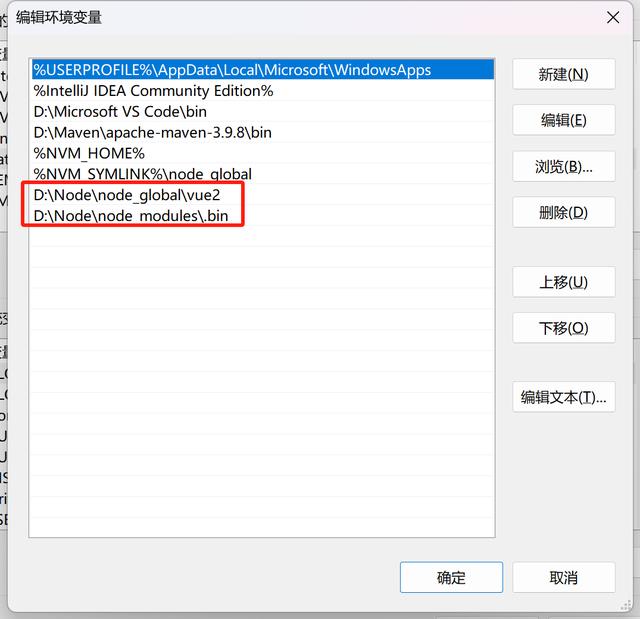 编辑环境变量
%USERPROFILE%\AppData\Local\Microsoft\WindowsApps
%IntelliJ IDEA Community Edition%
D:\Microsoft VS Code\bin
D:\Maven\apache-maven-3.9.8\bin
%NVM_HOME%
%NVM_SYMLINK%\node_global
D:\Node\node_global\vue2
D:\Node\node_modules\.bin
新建(N)
编辑(E)
浏览(B)...
删除(D)
上移(U)
下移(O)
编辑文本(T)...
确定
取消